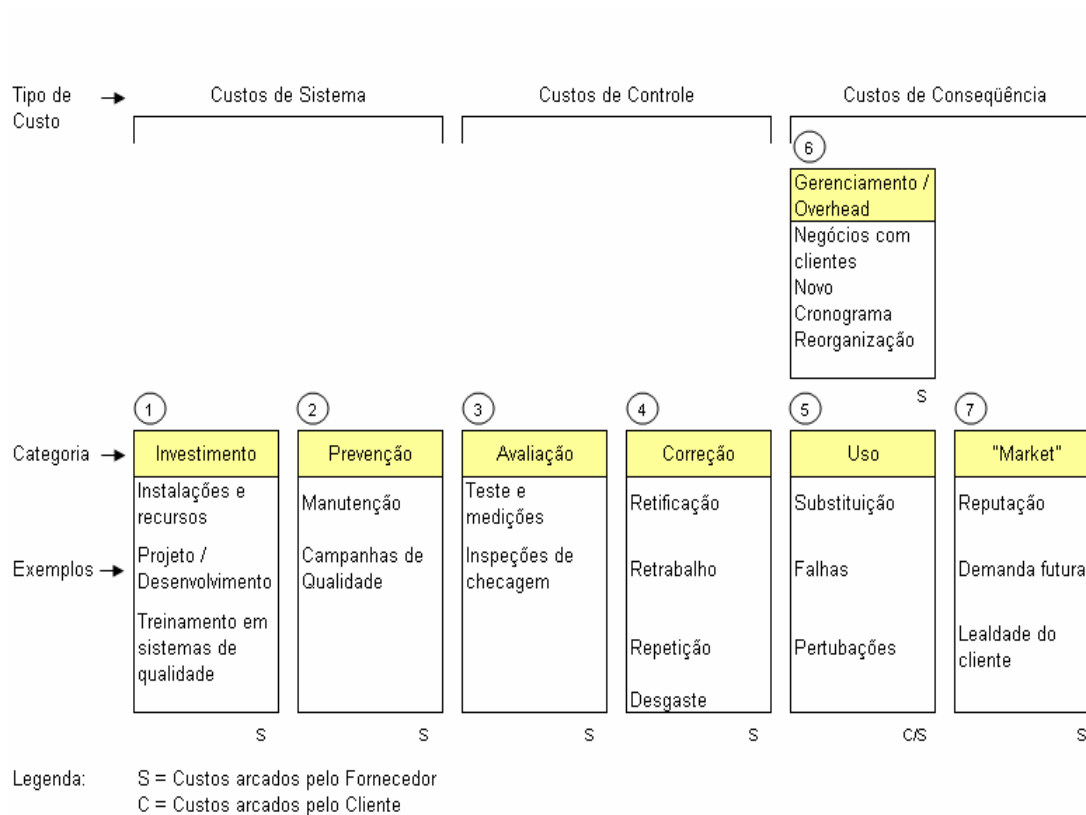 Tipo de
Custo
Custos de Sistema
Custos de Controle
Custos de Conseqüência
6
Gerenciamento /
Overhead
Negócios com
clientes
Novo
Cronograma
Reorganização
S
Categoria
1
Investimento
Instalações e
recursos
Projeto /
Desenvolvimento
Treinamento em
sistemas de
qualidade
S
2
Prevenção
Manutenção
Campanhas de
Qualidade
S
3
Avaliação
Teste e
medições
Inspeções de
checagem
S
4
Correção
Retificação
Retrabalho
Repetição
Desgaste
S
5
Uso
Substituição
Falhas
Pertubações
C/S
7
"Market"
Reputação
Demanda futura
Lealdade do
cliente
S
Exemplos
Legenda:
S = Custos arcados pelo Fornecedor
C = Custos arcados pelo Cliente